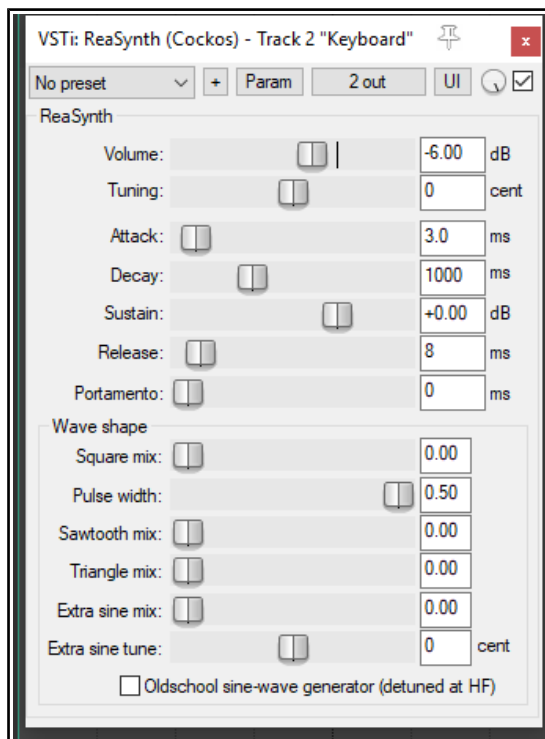 VSTi: ReaSynth (Cockos) - Track 2 "Keyboard" x
No preset + Param 2 out UI
ReaSynth
Volume: -6.00 dB
Tuning: 0 cent
Attack: 3.0 ms
Decay: 1000 ms
Sustain: +0.00 dB
Release: 8 ms
Portamento: 0 ms
Wave shape
Square mix: 0.00
Pulse width: 0.50
Sawtooth mix: 0.00
Triangle mix: 0.00
Extra sine mix: 0.00
Extra sine tune: 0 cent
Oldschool sine-wave generator (detuned at HF)